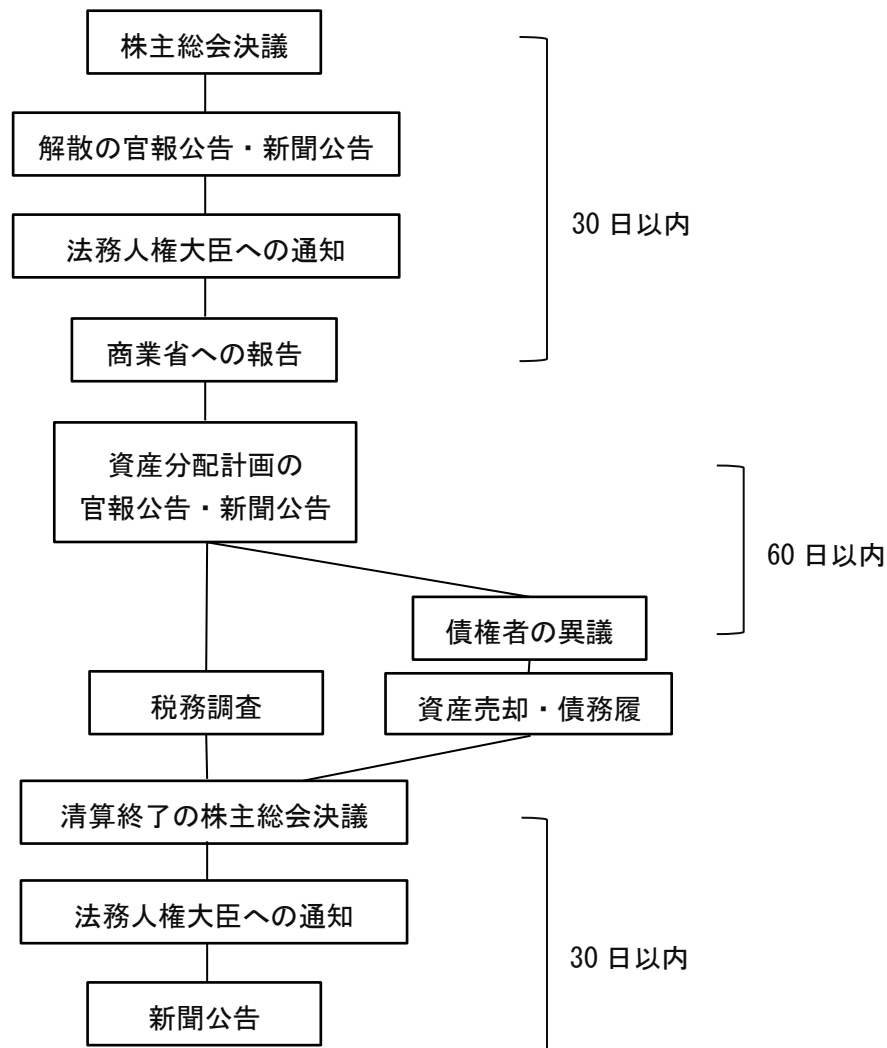 株主総会決議
解散の官報公告・新聞公告
法務人権大臣への通知
30 日以内
商業省への報告
資産分配計画の
官報公告・新聞公告
60 日以内
債権者の異議
税務調査
資産売却・債務履
清算終了の株主総会決議
法務人権大臣への通知
30 日以内
新聞公告